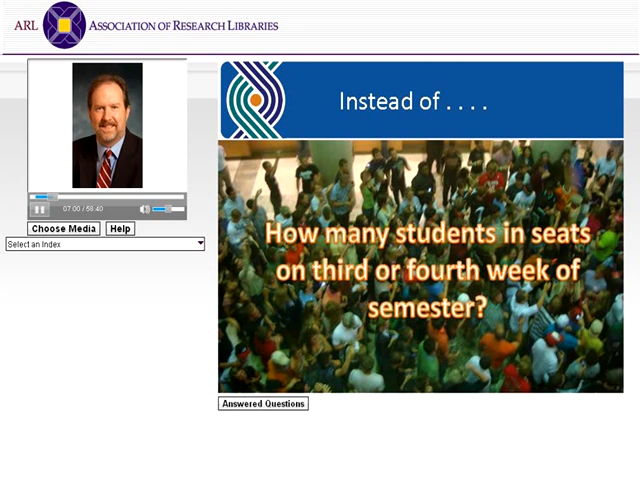 ARL ASSOCIATION OF RESEARCH LIBRARIES
Instead of . . . .
How many students in seats
on third or fourth week of
semester?
07:00 / 58:40
Choose Media Help
Select an Index
Answered Questions